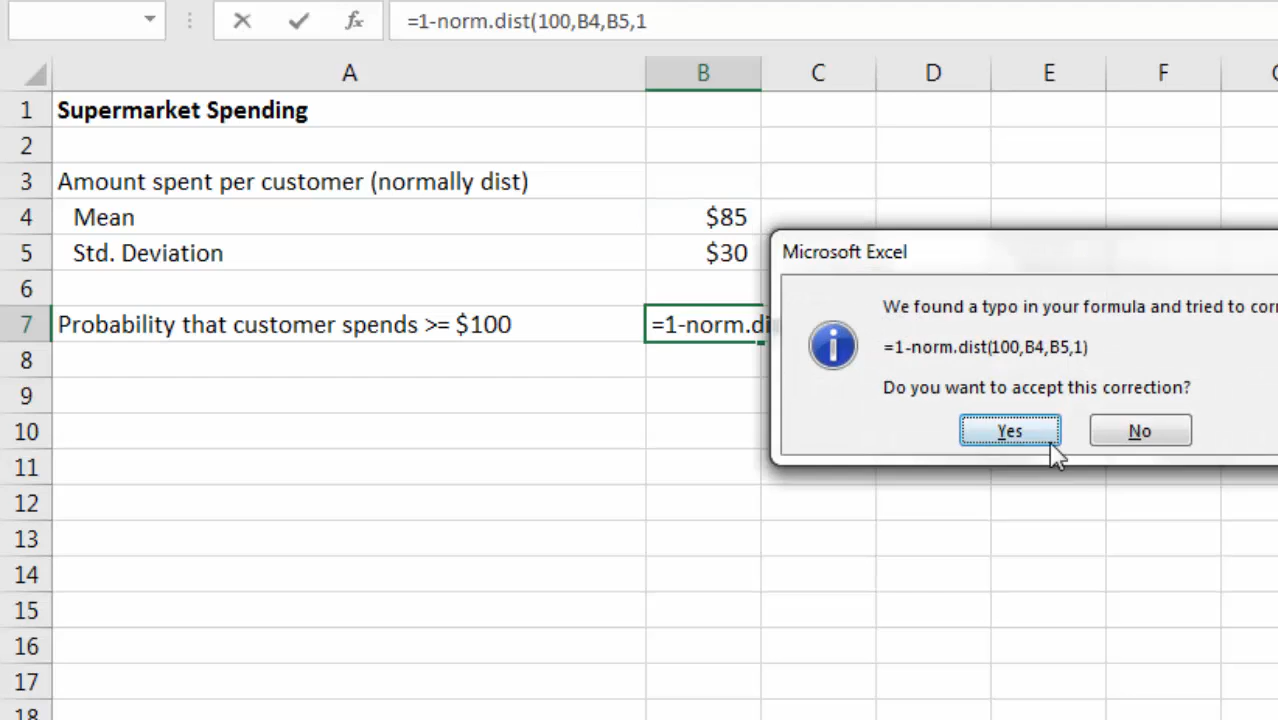 =1-norm.dist(100,B4,B5,1
A B C D E F
1 Supermarket Spending
2
3 Amount spent per customer (normally dist)
4 Mean $85
5 Std. Deviation $30
6
7 Probability that customer spends >= $100 =1-norm.di
8
9
10
11
12
13
14
15
16
17
18
Microsoft Excel
We found a typo in your formula and tried to
=1-norm.dist(100,B4,B5,1)
Do you want to accept this correction?
Yes No